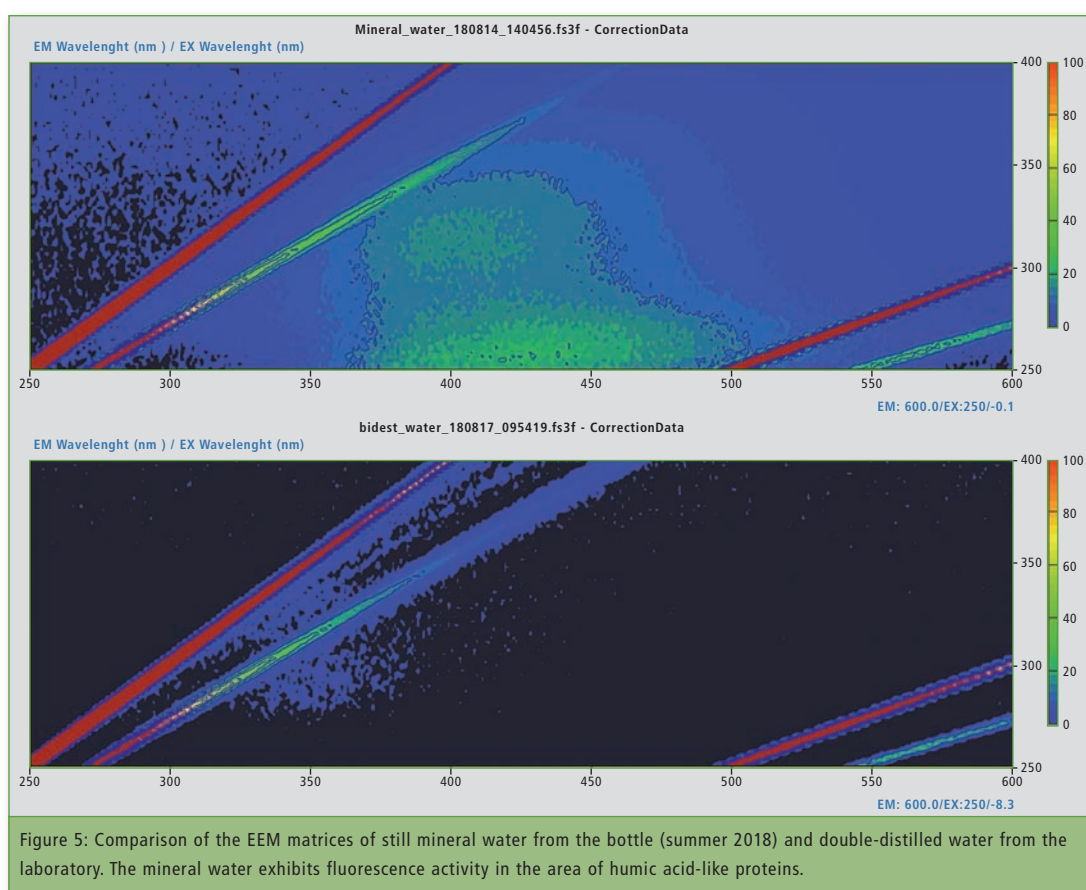 Mineral_water_180814_140456.fs3f - CorrectionData
EM Wavelenght (nm ) / EX Wavelenght (nm)
400
350
300
250
100
80
60
40
20
0
250 300 350 400 450 500 550 600
EM: 600.0/EX:250/-0.1
bidest_water_180817_095419.fs3f - CorrectionData
EM Wavelenght (nm ) / EX Wavelenght (nm)
400
350
300
250
100
80
60
40
20
0
250 300 350 400 450 500 550 600
EM: 600.0/EX:250/-8.3
Figure 5: Comparison of the EEM matrices of still mineral water from the bottle (summer 2018) and double-distilled water from the
laboratory. The mineral water exhibits fluorescence activity in the area of humic acid-like proteins.